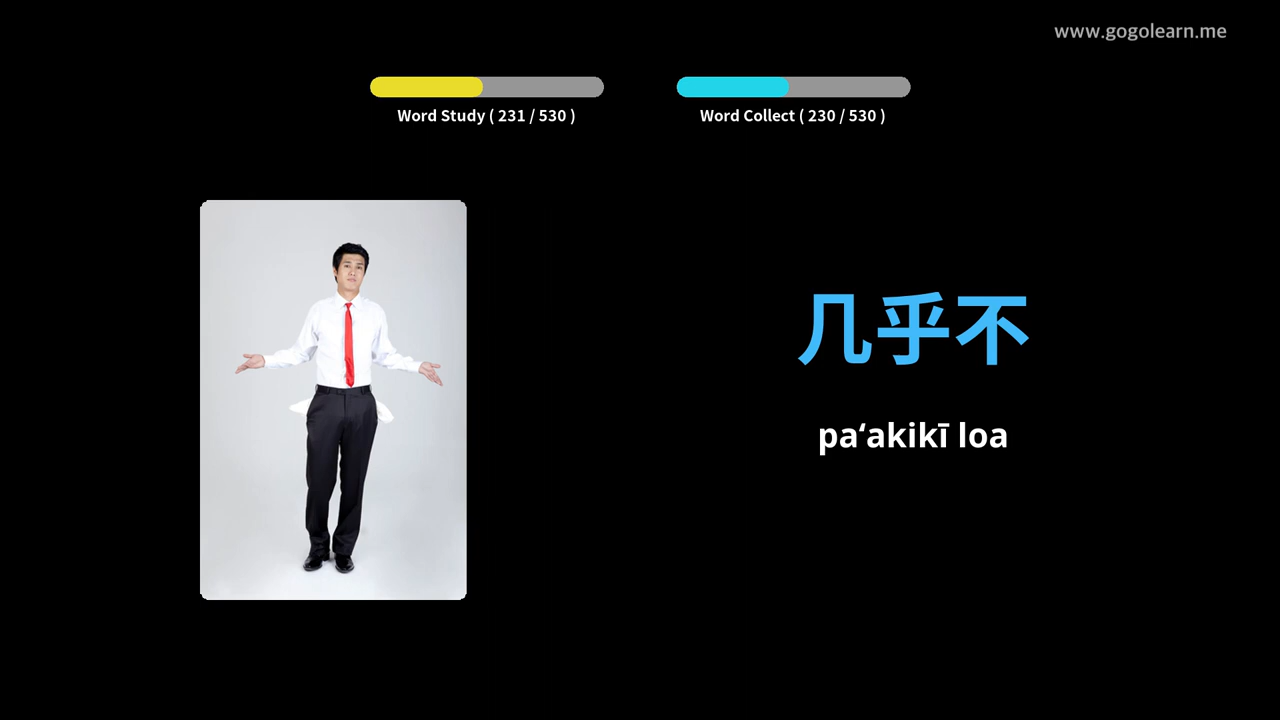 www.gogolearn.me
Word Study ( 231 / 530 )
Word Collect ( 230 / 530 )
几乎不
paʻakikī loa